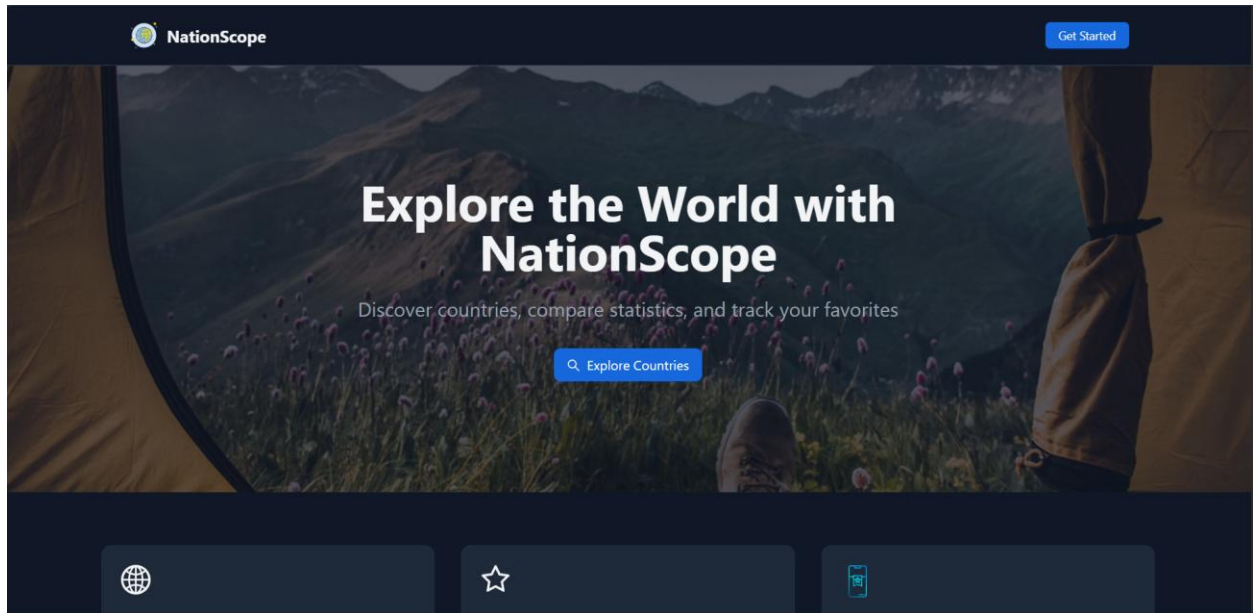 NationScope
Get Started
Explore the World with
NationScope
Discover countries, compare statistics, and track your favorites
Explore Countries